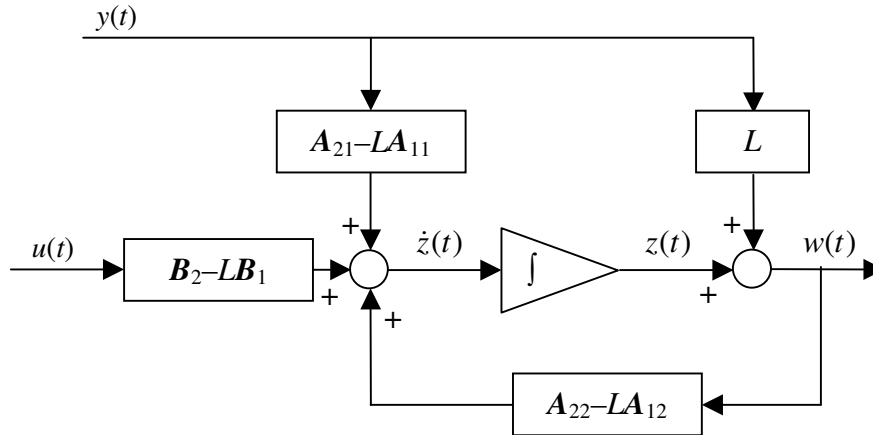 y(t)
A₂₁–LA₁₁
L
+
+
u(t)
ż(t)
z(t)
w(t)
B₂–LB₁
∫
+
+
+
A₂₂–LA₁₂